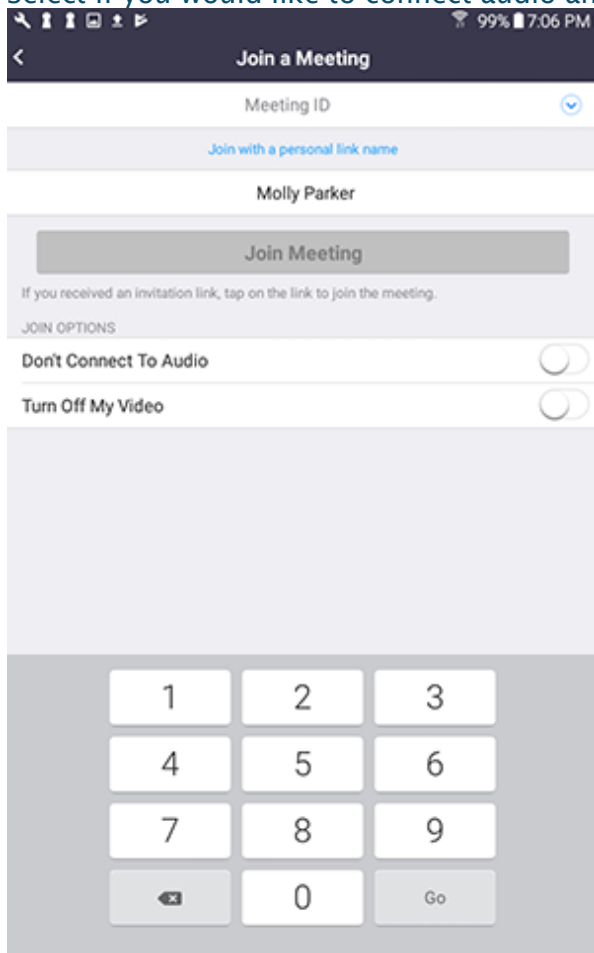 Select if you would like to connect audio an
99% 7:06 PM
Join a Meeting
Meeting ID
Join with a personal link name
Molly Parker
Join Meeting
If you received an invitation link, tap on the link to join the meeting.
JOIN OPTIONS
Don't Connect To Audio
Turn Off My Video
1 2 3
4 5 6
7 8 9
0 Go